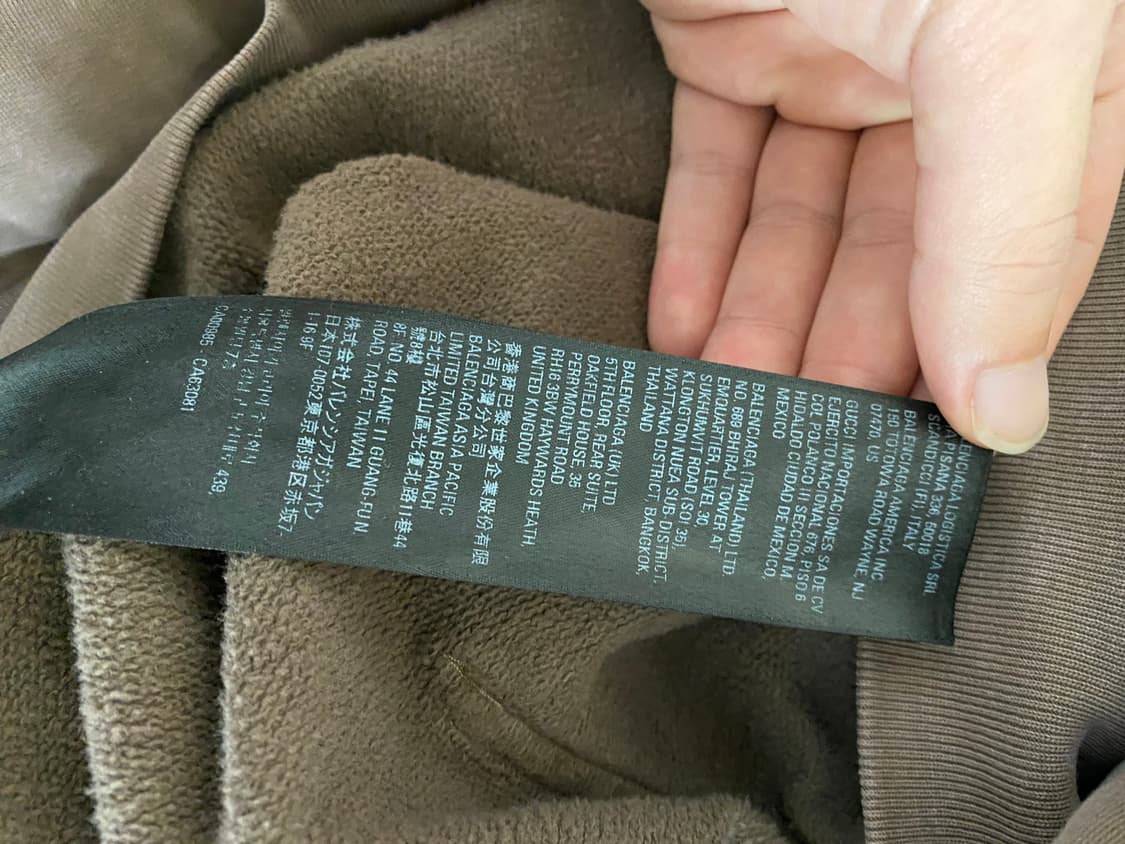 BALENCIAGA LOGISTICA SRL
VIA PISANA, 336, 50018
SCANDICCI (FI), ITALY
BALENCIAGA AMERICA INC
150 TOTOWA ROAD WAYNE, NJ
07470, US
GUCCI IMPORTACIONES SA DE CV
EJERCITO NACIONAL 676, PISO 6
COL POLANCO III SECCION M.
HIDALGO CIUDAD DE MEXICO,
MEXICO
BALENCIAGA (THAILAND) LTD.
NO. 689 BHIRAJ TOWER AT
EMQUARTIER LEVEL 30,
SUKHUMVIT ROAD (SOI 35),
KLONGTON NUEA SUB-DISTRICT,
WATTANA DISTRICT, BANGKOK,
THAILAND
BALENCIAGA UK LTD
5TH FLOOR, REAR SUITE,
OAKFIELD HOUSE, 35
PERRYMOUNT ROAD
RH16 3BW HAYWARDS HEATH,
UNITED KINGDOM
香港商巴黎世家企業股份有限
公司台灣分公司
BALENCIAGA ASIA PACIFIC
LIMITED TAIWAN BRANCH
台北市松山區光復北路11巷44
號8樓
8F NO 44 LANE 11 GUANG-FU N.
ROAD, TAPEI, TAIWAN
株式会社バレンシアガジャパン
日本107-0052東京都港区赤坂7-
1-16 9F
439,
CA00985 - CA63081